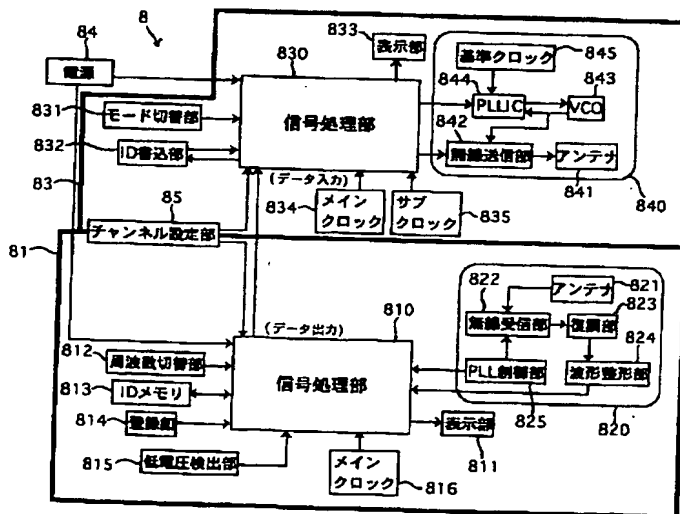 8
84
電源
830
833
表示部
基準クロック
845
844
843
PLLIC
VCO
831
モード切替部
信号処理部
842
832
ID書込部
無線送信部
アンテナ
841
840
83
(データ入力)
834
メイン
クロック
サブ
クロック
835
85
チャンネル設定部
81
(データ出力)
810
822
アンテナ
821
823
無線受信部
復調部
824
812
周波数切替部
信号処理部
PLL制御部
波形整形部
813
IDメモリ
825
820
814
登録釦
表示部
811
815
低電圧検出部
メイン
クロック
816